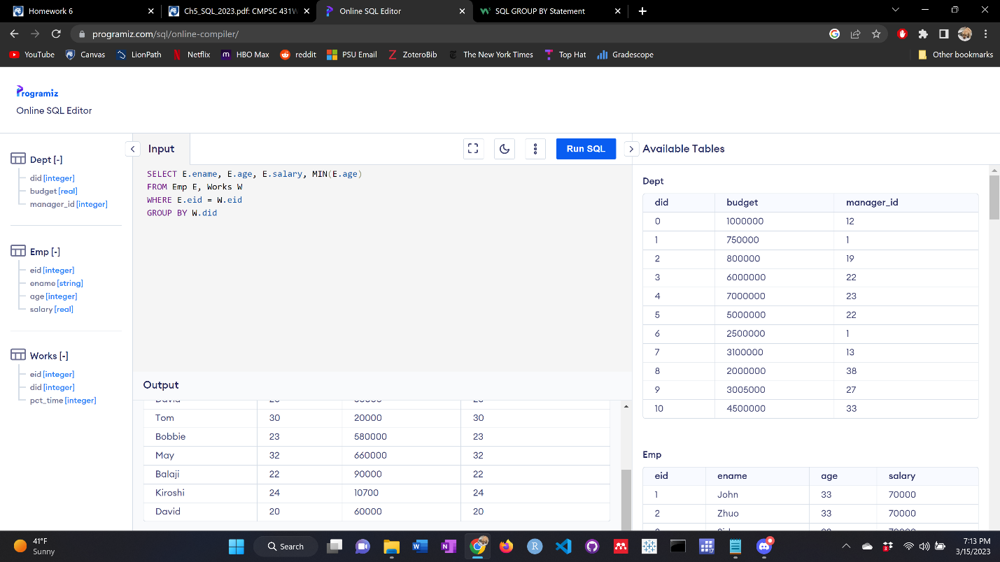 Homework 6
Ch5_SQL_2023.pdf: CMPSC 431W
Online SQL Editor
SQL GROUP BY Statement
programiz.com/sql/online-compiler/
YouTube
Canvas
LionPath
Netflix
HBO Max
reddit
PSU Email
ZoteroBib
The New York Times
Top Hat
Gradescope
Other bookmarks
Programiz
Online SQL Editor
Dept [-]
did [integer]
budget [real]
manager_id [integer]
Emp [-]
eid [integer]
ename [string]
age [integer]
salary [real]
Works [-]
eid [integer]
did [integer]
pct_time [integer]
Input
Run SQL
SELECT E.ename, E.age, E.salary, MIN(E.age)
FROM Emp E, Works W
WHERE E.eid = W.eid
GROUP BY W.did
Output
Tom 30 20000 30
Bobbie 23 580000 23
May 32 660000 32
Balaji 22 90000 22
Kiroshi 24 10700 24
David 20 60000 20
Available Tables
Dept
did budget manager_id
0 1000000 12
1 750000 1
2 800000 19
3 6000000 22
4 7000000 23
5 5000000 22
6 2500000 1
7 3100000 13
8 2000000 38
9 3005000 27
10 4500000 33
Emp
eid ename age salary
1 John 33 70000
2 Zhuo 33 70000
41°F
Sunny
Search
7:13 PM
3/15/2023